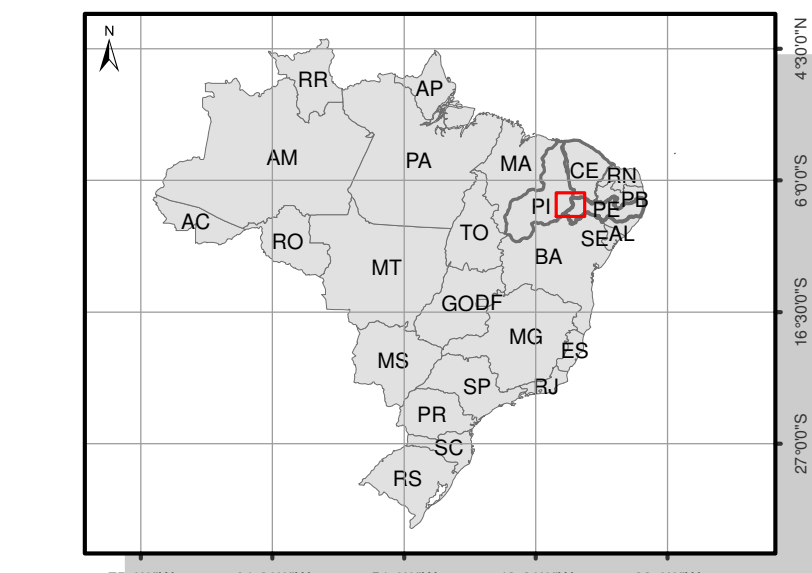 N
4°30'0"N
RR
AP
AM
PA
MA
CE
RN
6°0'0"S
PI
PE
PB
AC
RO
TO
SE
AL
MT
BA
GO
DF
16°30'0"S
MG
MS
ES
SP
RJ
PR
SC
27°0'0"S
RS